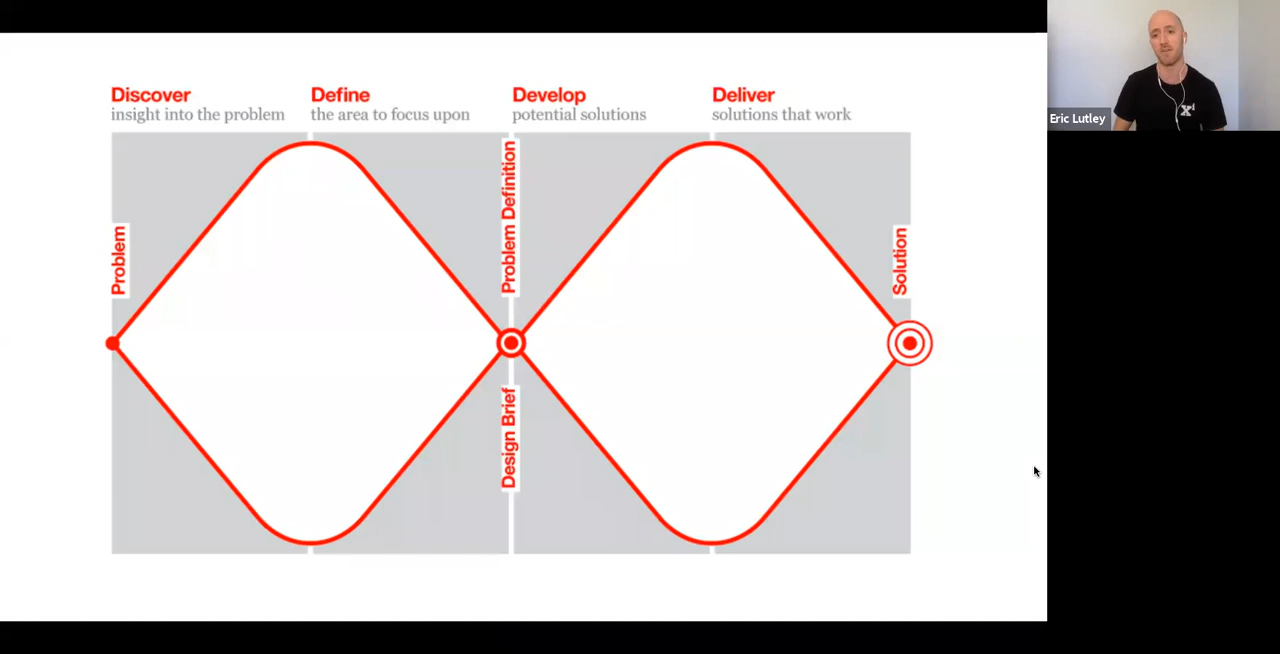 Discover
insight into the problem
Define
the area to focus upon
Develop
potential solutions
Deliver
solutions that work
Problem
Problem Definition
Design Brief
Solution
Eric Lutley